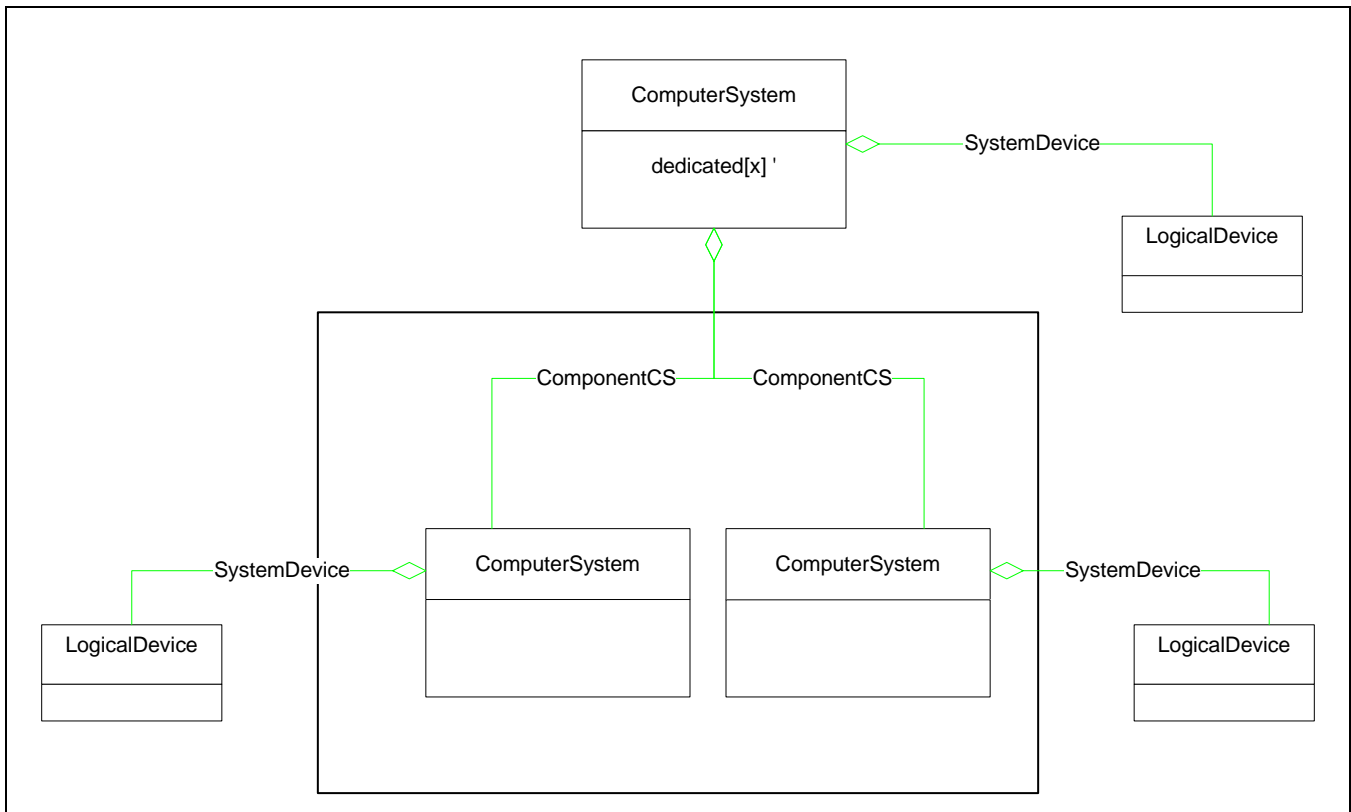 ComputerSystem
dedicated[x] '
SystemDevice
LogicalDevice
ComponentCS
ComponentCS
SystemDevice
ComputerSystem
ComputerSystem
SystemDevice
LogicalDevice
LogicalDevice